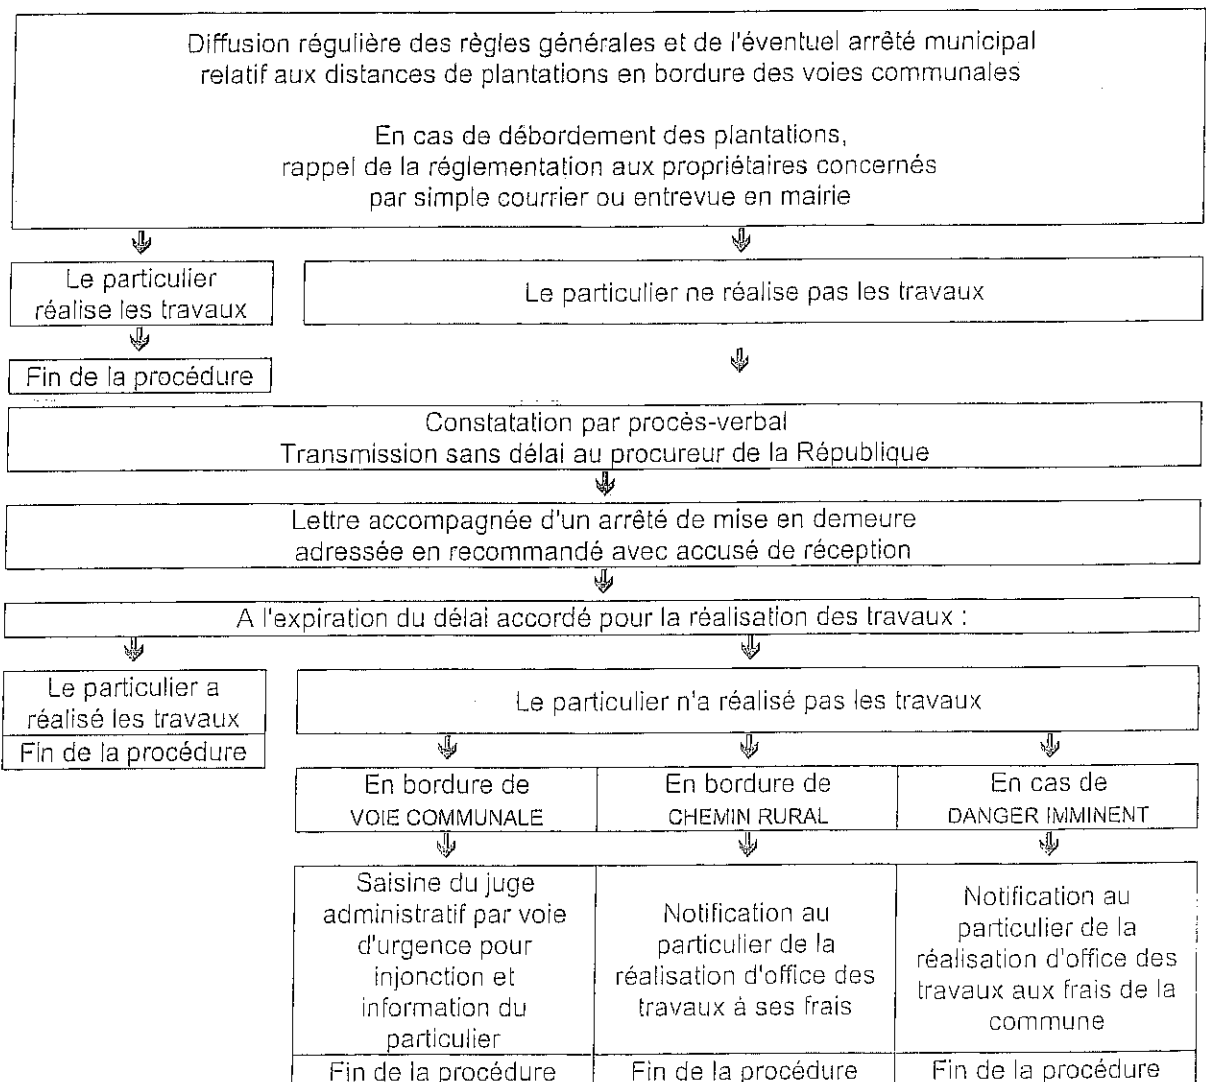 Diffusion régulière des règles générales et de l'éventuel arrêté municipal
relatif aux distances de plantations en bordure des voies communales
En cas de débordement des plantations,
rappel de la réglementation aux propriétaires concernés
par simple courrier ou entrevue en mairie
Le particulier
réalise les travaux
Le particulier ne réalise pas les travaux
Fin de la procédure
Constatation par procès-verbal
Transmission sans délai au procureur de la République
Lettre accompagnée d'un arrêté de mise en demeure
adressée en recommandé avec accusé de réception
A l'expiration du délai accordé pour la réalisation des travaux :
Le particulier a
réalisé les travaux
Fin de la procédure
Le particulier n'a réalisé pas les travaux
En bordure de
VOIE COMMUNALE
En bordure de
CHEMIN RURAL
En cas de
DANGER IMMINENT
Saisine du juge
administratif par voie
d'urgence pour
injonction et
information du
particulier
Fin de la procédure
Notification au
particulier de la
réalisation d'office des
travaux à ses frais
Fin de la procédure
Notification au
particulier de la
réalisation d'office des
travaux aux frais de la
commune
Fin de la procédure